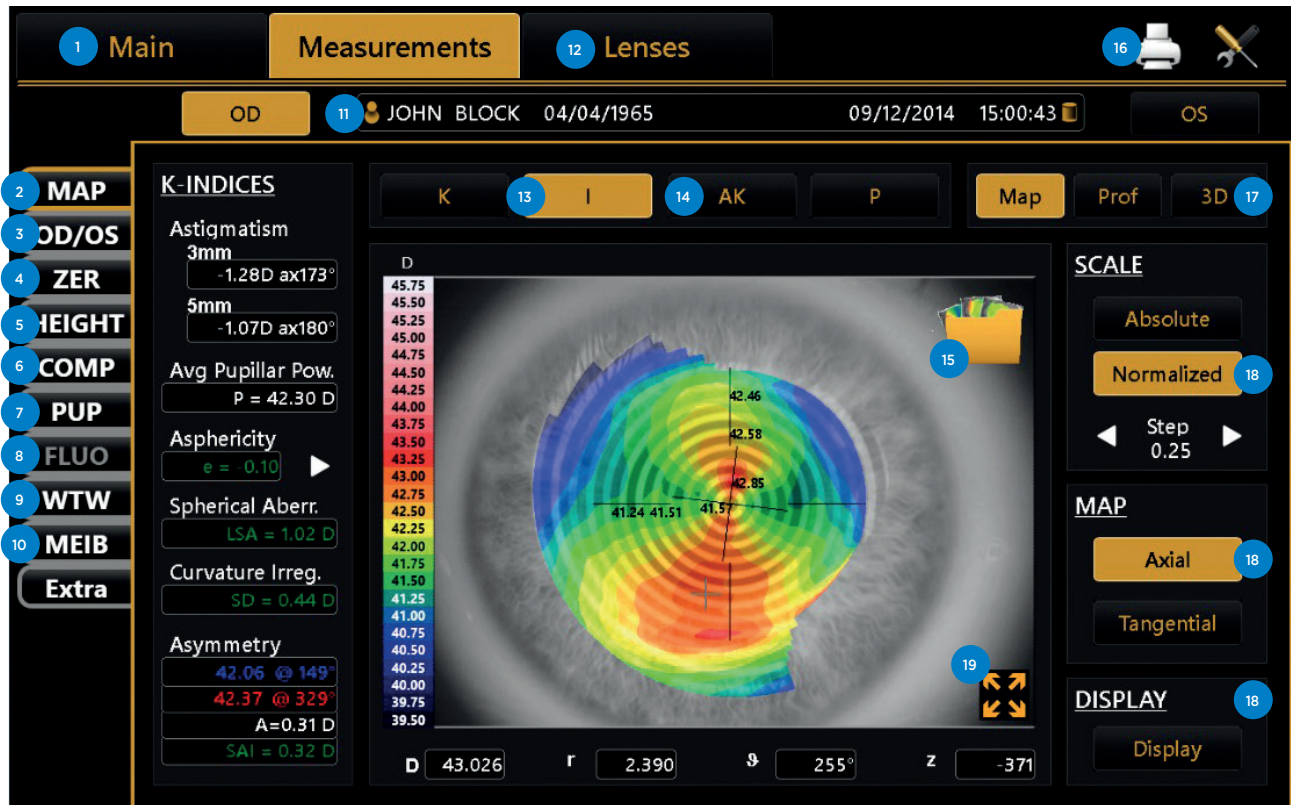 1 Main
Measurements
12 Lenses
16
OD
11 JOHN BLOCK 04/04/1965 09/12/2014 15:00:43
OS
2 MAP
3 OD/OS
4 ZER
5 HEIGHT
6 COMP
7 PUP
8 FLUO
9 WTW
10 MEIB
Extra
K-INDICES
Astigmatism
3mm
-1.28D ax173°
5mm
-1.07D ax180°
Avg Pupillar Pow.
P = 42.30 D
Asphericity
e = -0.10
Spherical Aberr.
LSA = 1.02 D
Curvature Irreg.
SD = 0.44 D
Asymmetry
42.06 @ 149°
42.37 @ 329°
A=0.31 D
SAI = 0.32 D
K
13 I
14 AK
P
Map
Prof
3D 17
D
45.75
45.50
45.25
45.00
44.75
44.50
44.25
44.00
43.75
43.50
43.25
43.00
42.75
42.50
42.25
42.00
41.75
41.50
41.25
41.00
40.75
40.50
40.25
40.00
39.75
39.50
15
42.46
42.58
42.85
41.24 41.51 41.57
19
D 43.026 r 2.390 ϑ 255° z -371
SCALE
Absolute
Normalized 18
Step
0.25
MAP
Axial 18
Tangential
DISPLAY 18
Display